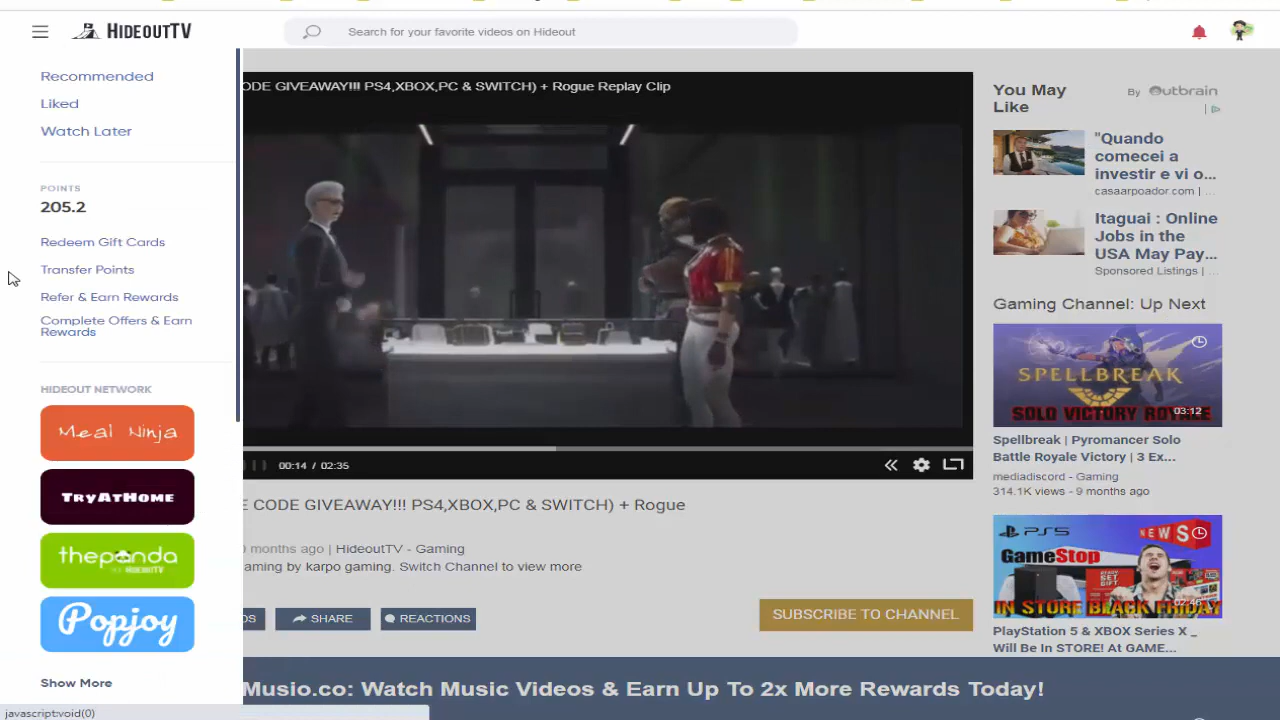 HIDEOUTTV
Search for your favorite videos on Hideout
Recommended
Liked
Watch Later
POINTS
205.2
Redeem Gift Cards
Transfer Points
Refer & Earn Rewards
Complete Offers & Earn
Rewards
HIDEOUT NETWORK
Meal Ninja
TRYATHOME
thepanda
HIDEOUTTV
Popjoy
Show More
javascript:void(0)
ODE GIVEAWAY!!! PS4,XBOX,PC & SWITCH) + Rogue Replay Clip
00:14 / 02:35
E CODE GIVEAWAY!!! PS4,XBOX,PC & SWITCH) + Rogue
months ago | HideoutTV - Gaming
aming by kaipo gaming. Switch Channel to view more
OS
SHARE
REACTIONS
SUBSCRIBE TO CHANNEL
Musio.co: Watch Music Videos & Earn Up To 2x More Rewards Today!
You May
Like
By Outbrain
"Quando
comecei a
investir e vi o...
casaarpoador.com | ...
Itaguai : Online
Jobs in the
USA May Pay...
Sponsored Listings | ...
Gaming Channel: Up Next
SPELLBREAK
SOLO VICTORY ROYALE
03:12
Spellbreak | Pyromancer Solo
Battle Royale Victory | 3 Ex...
mediadiscord - Gaming
314.1K views - 9 months ago
PS5
NEWS
GameStop
IN STORE BLACK FRIDAY
02:46
PlayStation 5 & XBOX Series X _
Will Be In STORE! At GAME...